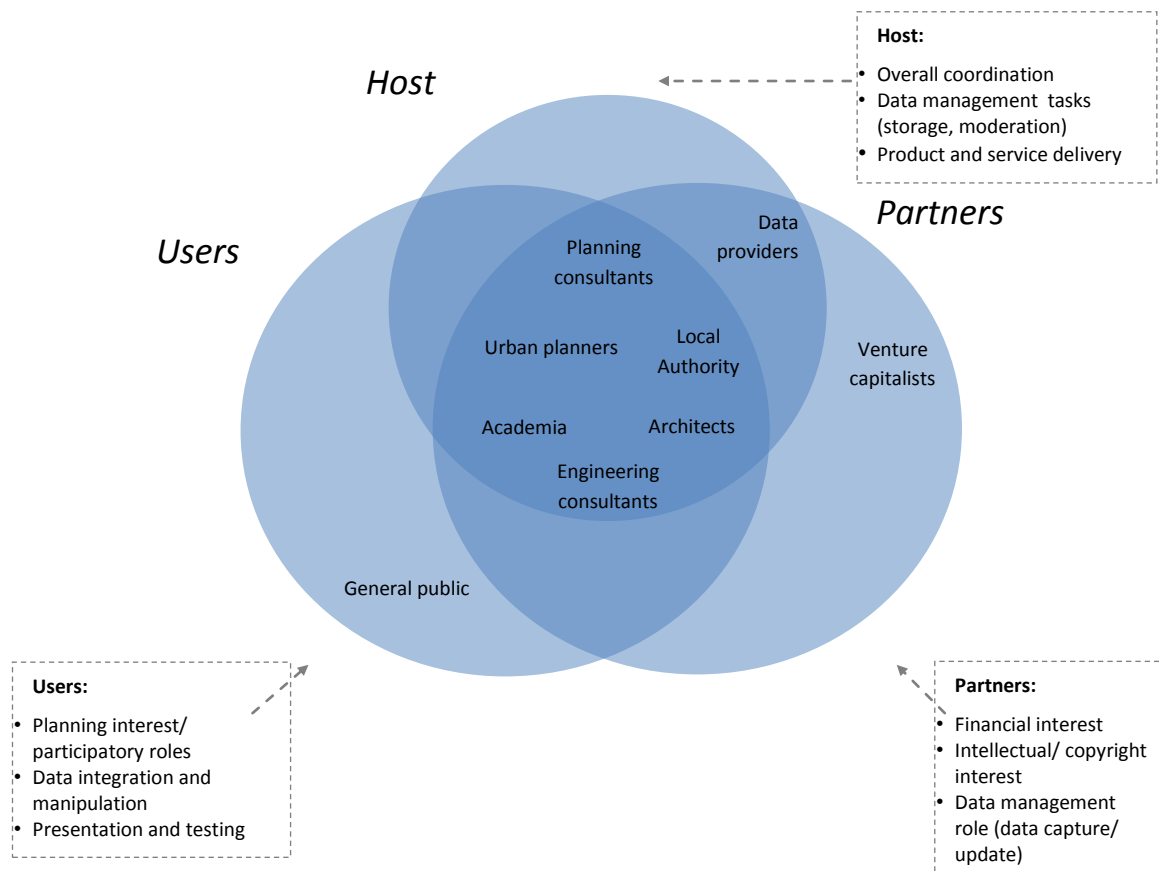 Host:
• Overall coordination
• Data management tasks
(storage, moderation)
• Product and service delivery
Host
Partners
Users
Data
providers
Planning
consultants
Urban planners
Local
Authority
Venture
capitalists
Academia
Architects
Engineering
consultants
General public
Users:
• Planning interest/
participatory roles
• Data integration and
manipulation
• Presentation and testing
Partners:
• Financial interest
• Intellectual/ copyright
interest
• Data management
role (data capture/
update)